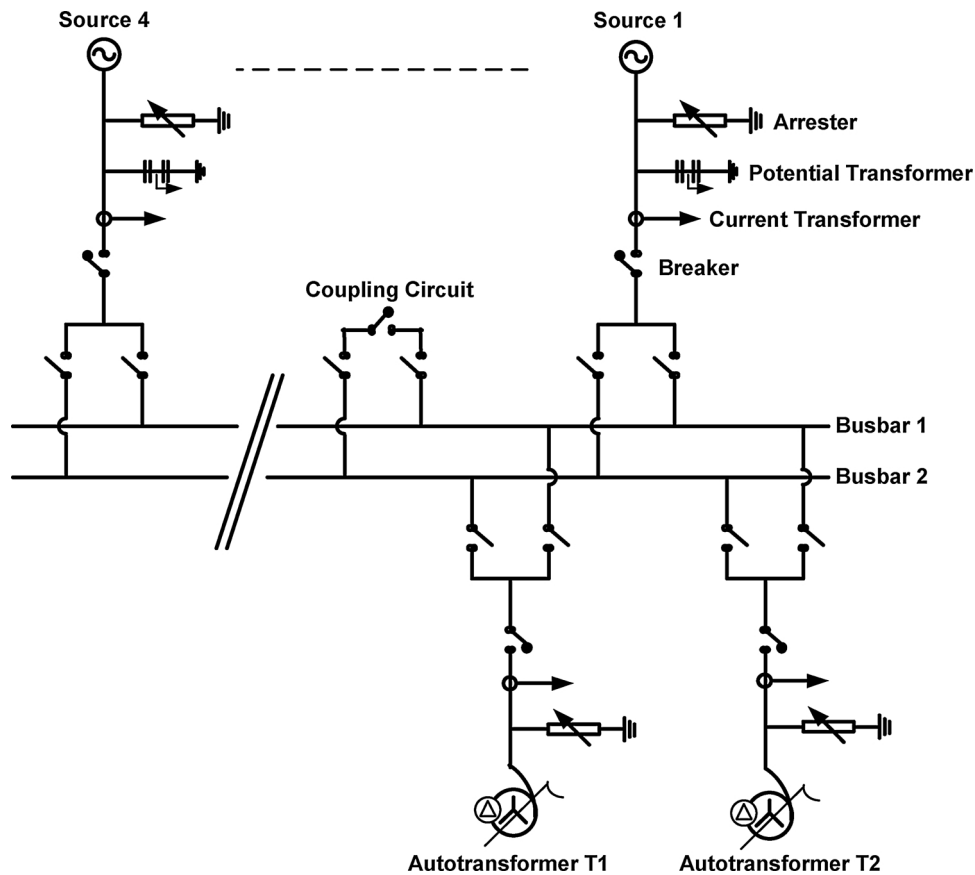 Source 4
Source 1
Arrester
Potential Transformer
Current Transformer
Breaker
Coupling Circuit
Busbar 1
Busbar 2
Autotransformer T1
Autotransformer T2